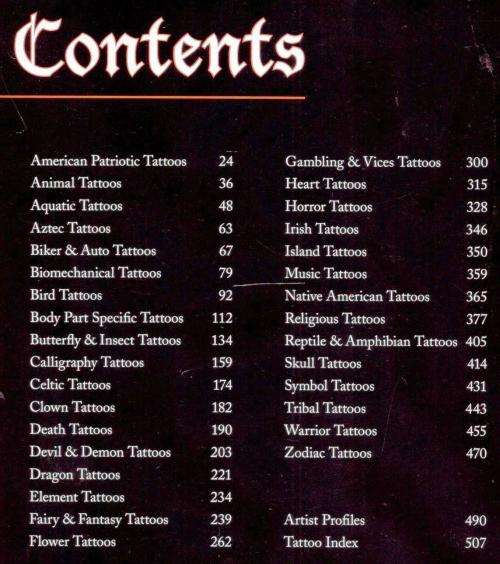 Contents
American Patriotic Tattoos 24
Animal Tattoos 36
Aquatic Tattoos 48
Aztec Tattoos 63
Biker & Auto Tattoos 67
Biomechanical Tattoos 79
Bird Tattoos 92
Body Part Specific Tattoos 112
Butterfly & Insect Tattoos 134
Calligraphy Tattoos 159
Celtic Tattoos 174
Clown Tattoos 182
Death Tattoos 190
Devil & Demon Tattoos 203
Dragon Tattoos 221
Element Tattoos 234
Fairy & Fantasy Tattoos 239
Flower Tattoos 262
Gambling & Vices Tattoos 300
Heart Tattoos 315
Horror Tattoos 328
Irish Tattoos 346
Island Tattoos 350
Music Tattoos 359
Native American Tattoos 365
Religious Tattoos 377
Reptile & Amphibian Tattoos 405
Skull Tattoos 414
Symbol Tattoos 431
Tribal Tattoos 443
Warrior Tattoos 455
Zodiac Tattoos 470
Artist Profiles 490
Tattoo Index 507